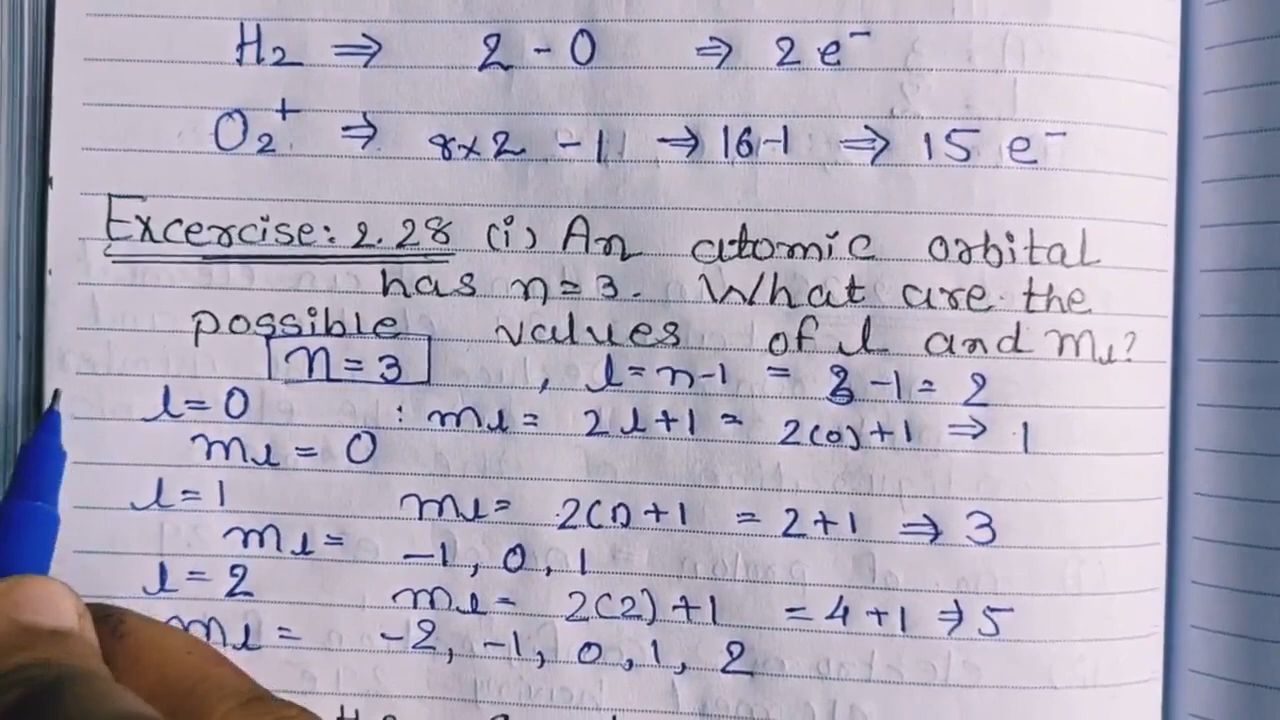 H₂ ⇒ 2 - 0 ⇒ 2 e⁻
O₂⁺ ⇒ 8×2 - 1 → 16-1 ⇒ 15 e⁻
Excercise: 2.28 (i) An atomic orbital
has n=3. What are the
possible values of l and mₗ?
n=3 , l=n-1 = 3-1= 2
l=0 : mₗ= 2l+1 = 2(0)+1 ⇒ 1
mₗ=0
l=1 mₗ= 2(1)+1 =2+1 ⇒ 3
mₗ= -1, 0, 1
l=2 mₗ= 2(2)+1 =4+1 ⇒5
mₗ= -2, -1, 0, 1, 2